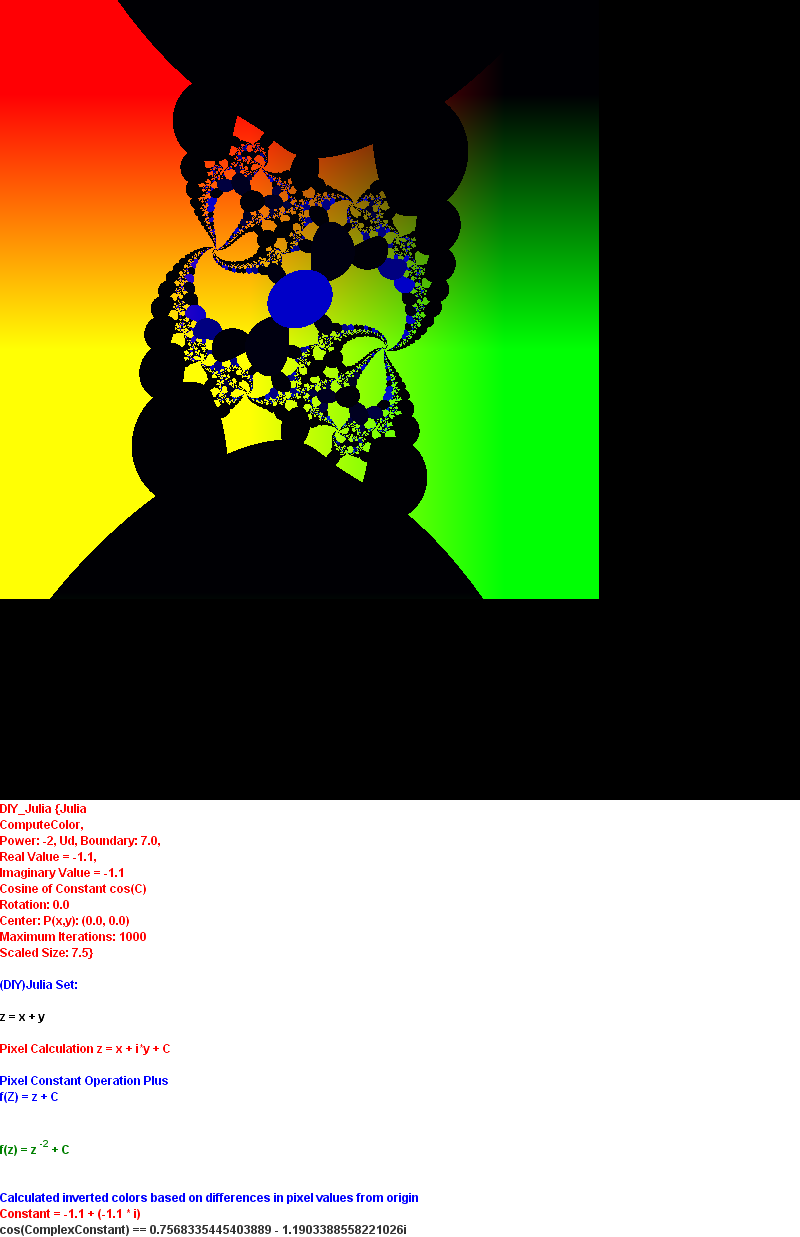 DIY_Julia {Julia
ComputeColor,
Power: -2, Ud, Boundary: 7.0,
Real Value = -1.1,
Imaginary Value = -1.1
Cosine of Constant cos(C)
Rotation: 0.0
Center: P(x,y): (0.0, 0.0)
Maximum Iterations: 1000
Scaled Size: 7.5}
(DIY)Julia Set:
z = x + y
Pixel Calculation z = x + i*y + C
Pixel Constant Operation Plus
f(Z) = z + C
f(z) = z -2 + C
Calculated inverted colors based on differences in pixel values from origin
Constant = -1.1 + (-1.1 * i)
cos(ComplexConstant) == 0.7568335445403889 - 1.1903388558221026i